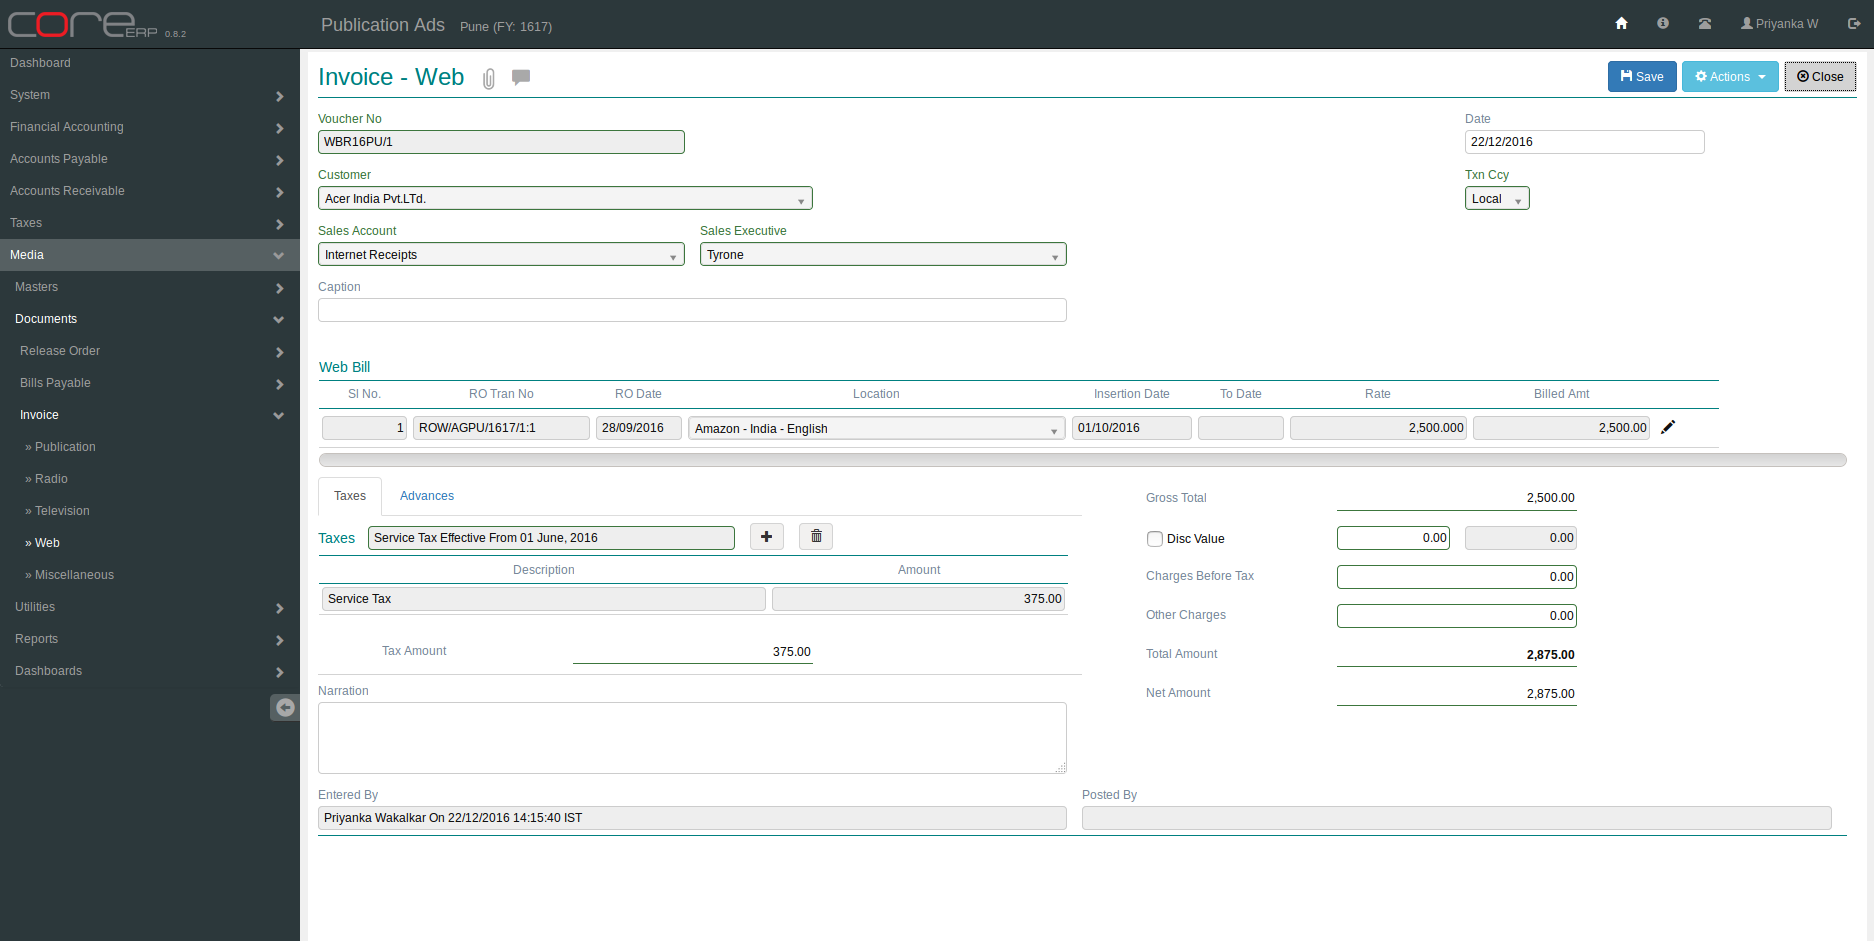 core ERP 0.8.2
Publication Ads Pune (FY: 1617)
Priyanka W
Dashboard
System
Financial Accounting
Accounts Payable
Accounts Receivable
Taxes
Media
Masters
Documents
Release Order
Bills Payable
Invoice
» Publication
» Radio
» Television
» Web
» Miscellaneous
Utilities
Reports
Dashboards
Invoice - Web
Save Actions Close
Voucher No Date
WBR16PU/1 22/12/2016
Customer Txn Ccy
Acer India Pvt.LTd. Local
Sales Account Sales Executive
Internet Receipts Tyrone
Caption
Web Bill
Sl No. RO Tran No RO Date Location Insertion Date To Date Rate Billed Amt
1 ROW/AGPU/1617/1:1 28/09/2016 Amazon - India - English 01/10/2016 2,500.000 2,500.00
Taxes Advances
Taxes Service Tax Effective From 01 June, 2016
Description Amount
Service Tax 375.00
Tax Amount 375.00
Gross Total 2,500.00
Disc Value 0.00 0.00
Charges Before Tax 0.00
Other Charges 0.00
Total Amount 2,875.00
Net Amount 2,875.00
Narration
Entered By Posted By
Priyanka Wakalkar On 22/12/2016 14:15:40 IST